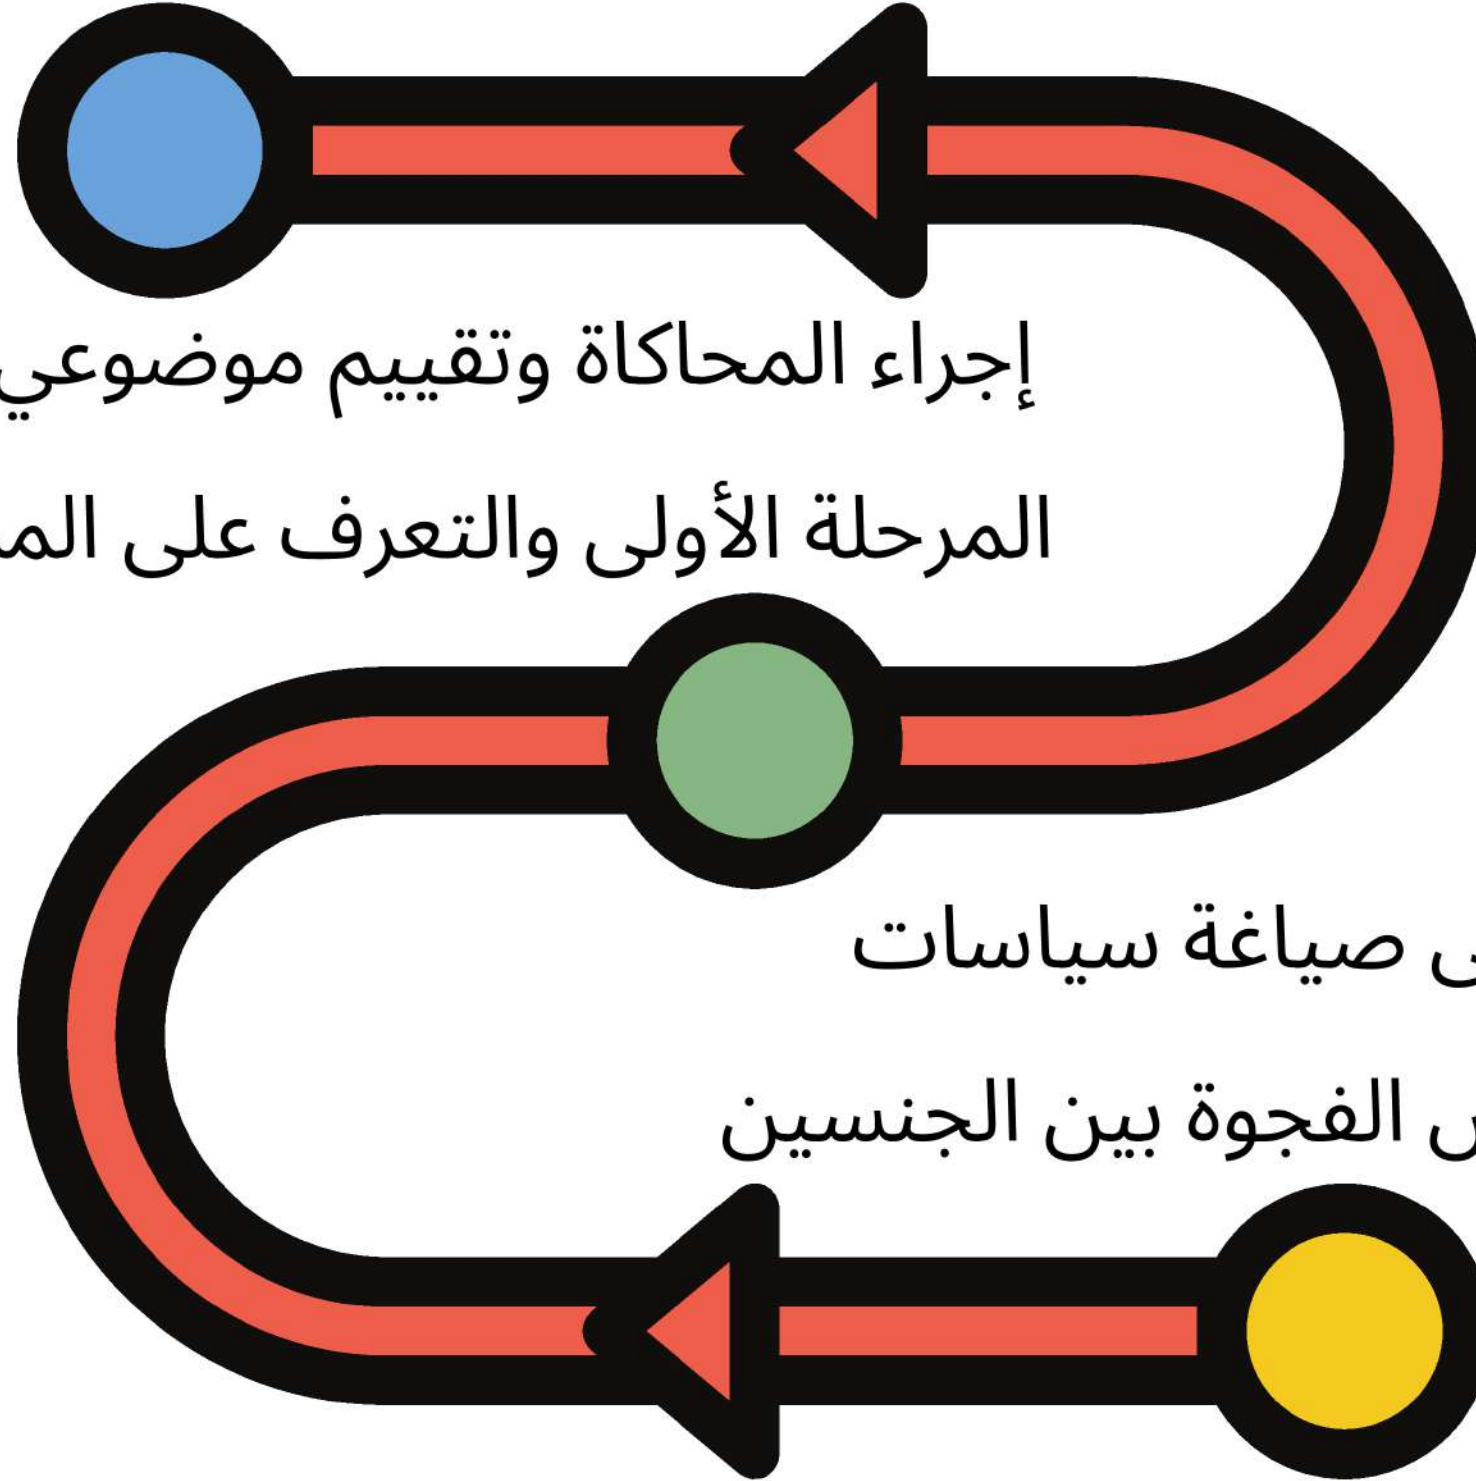 إجراء المحاكاة وتقييم موضوعي
المرحلة الأولى والتعرف على
صياغة سياسات
الفجوة بين الجنسين